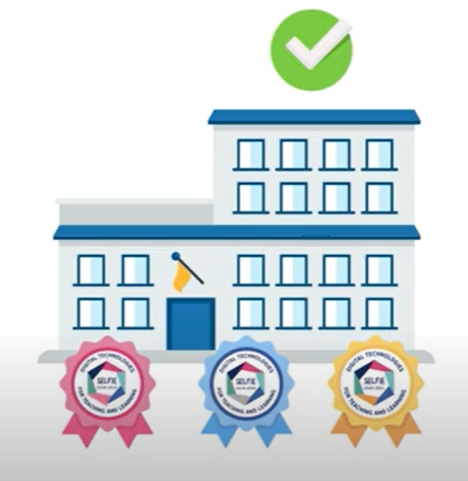 DIGITAL TECHNOLOGIES
SELFIE
FOR TEACHING AND LEARNING
DIGITAL TECHNOLOGIES
SELFIE
FOR TEACHING AND LEARNING
DIGITAL TECHNOLOGIES
SELFIE
FOR TEACHING AND LEARNING